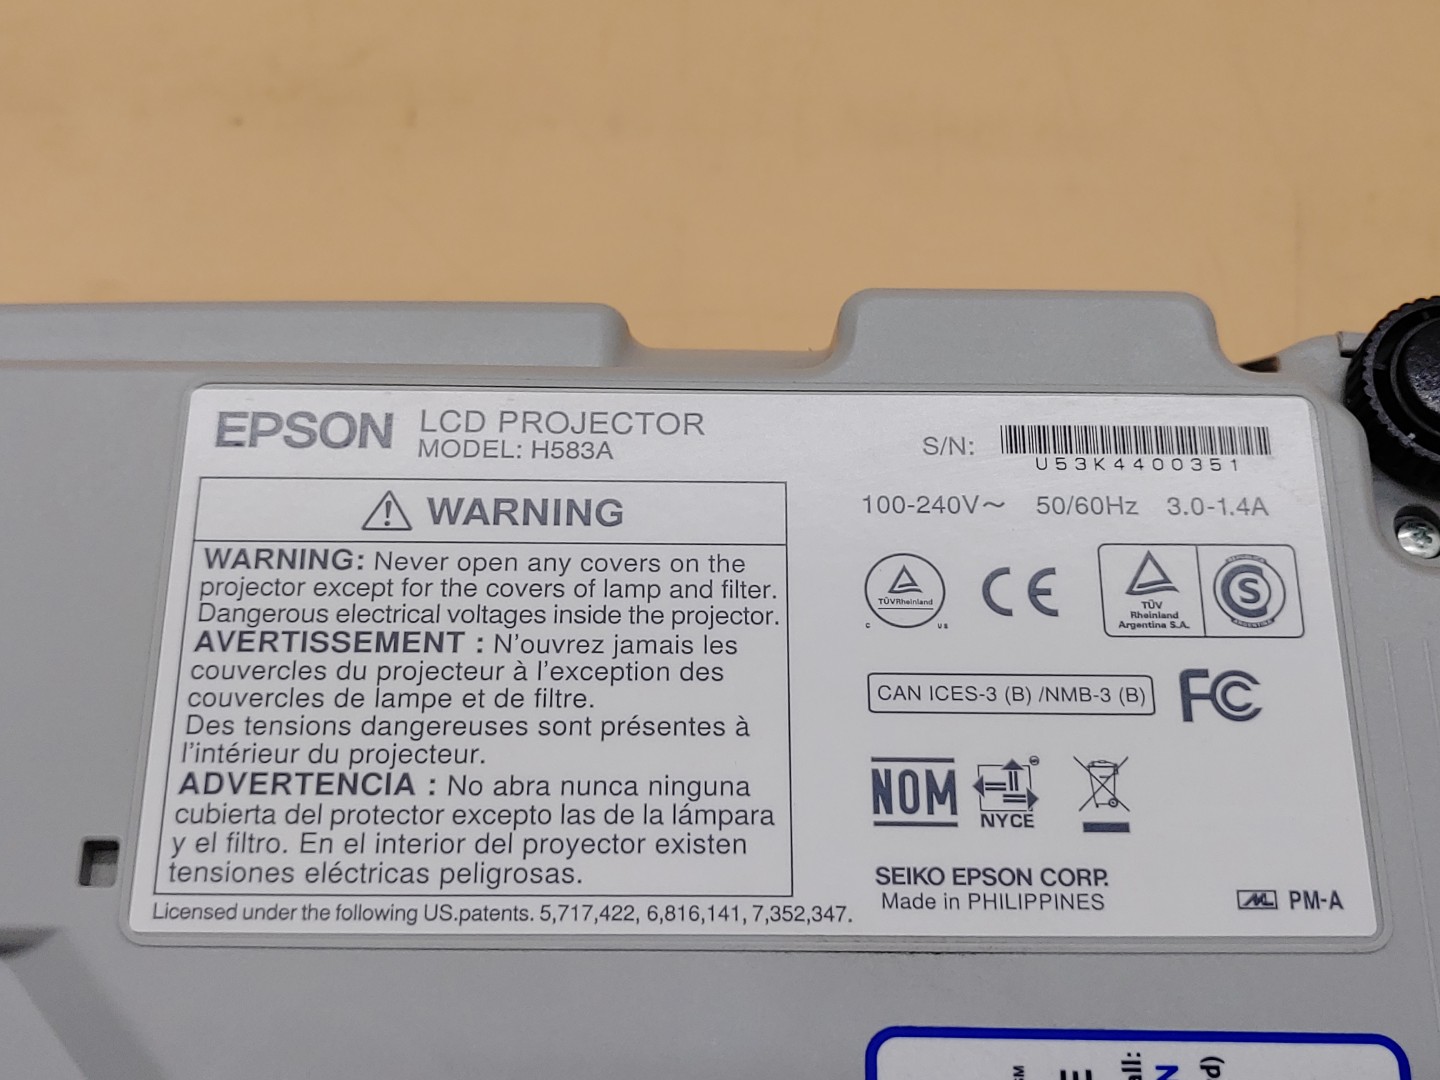 EPSON LCD PROJECTOR
MODEL: H583A
S/N:
U53K4400351
100-240V～ 50/60Hz 3.0-1.4A
WARNING
WARNING: Never open any covers on the
projector except for the covers of lamp and filter.
Dangerous electrical voltages inside the projector.
AVERTISSEMENT : N'ouvrez jamais les
couvercles du projecteur à l'exception des
couvercles de lampe et de filtre.
Des tensions dangereuses sont présentes à
l'intérieur du projecteur.
ADVERTENCIA : No abra nunca ninguna
cubierta del protector excepto las de la lámpara
y el filtro. En el interior del proyector existen
tensiones eléctricas peligrosas.
Licensed under the following US.patents. 5,717,422, 6,816,141, 7,352,347.
TÜVRheinland
C US
CE
TÜV
Rheinland
Argentina S.A.
S
ARGENTINA
CAN ICES-3 (B) /NMB-3 (B)
FC
NOM
NYCE
SEIKO EPSON CORP.
Made in PHILIPPINES
PM-A
SM
all:
N
d)